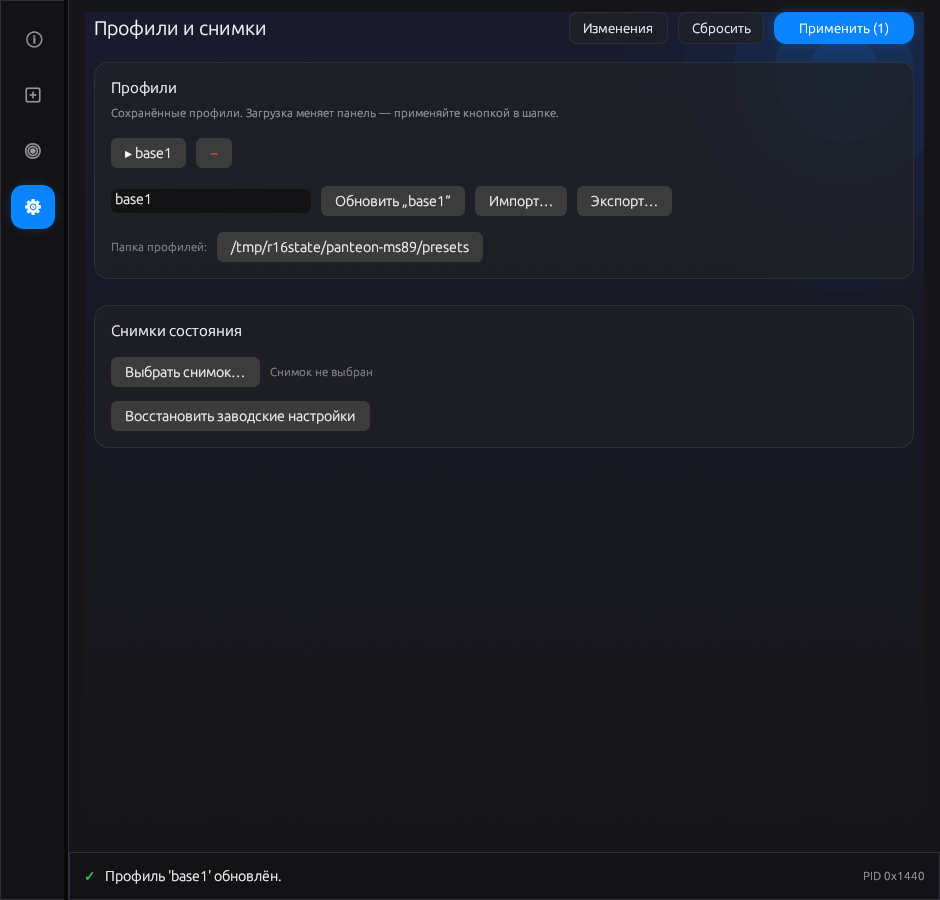 Профили и снимки
Изменения
Сбросить
Применить (1)
Профили
Сохранённые профили. Загрузка меняет панель — применяйте кнопкой в шапке.
▸ base1
–
base1
Обновить „base1“
Импорт…
Экспорт…
Папка профилей:
/tmp/r16state/panteon-ms89/presets
Снимки состояния
Выбрать снимок…
Снимок не выбран
Восстановить заводские настройки
✓ Профиль 'base1' обновлён.
PID 0x1440